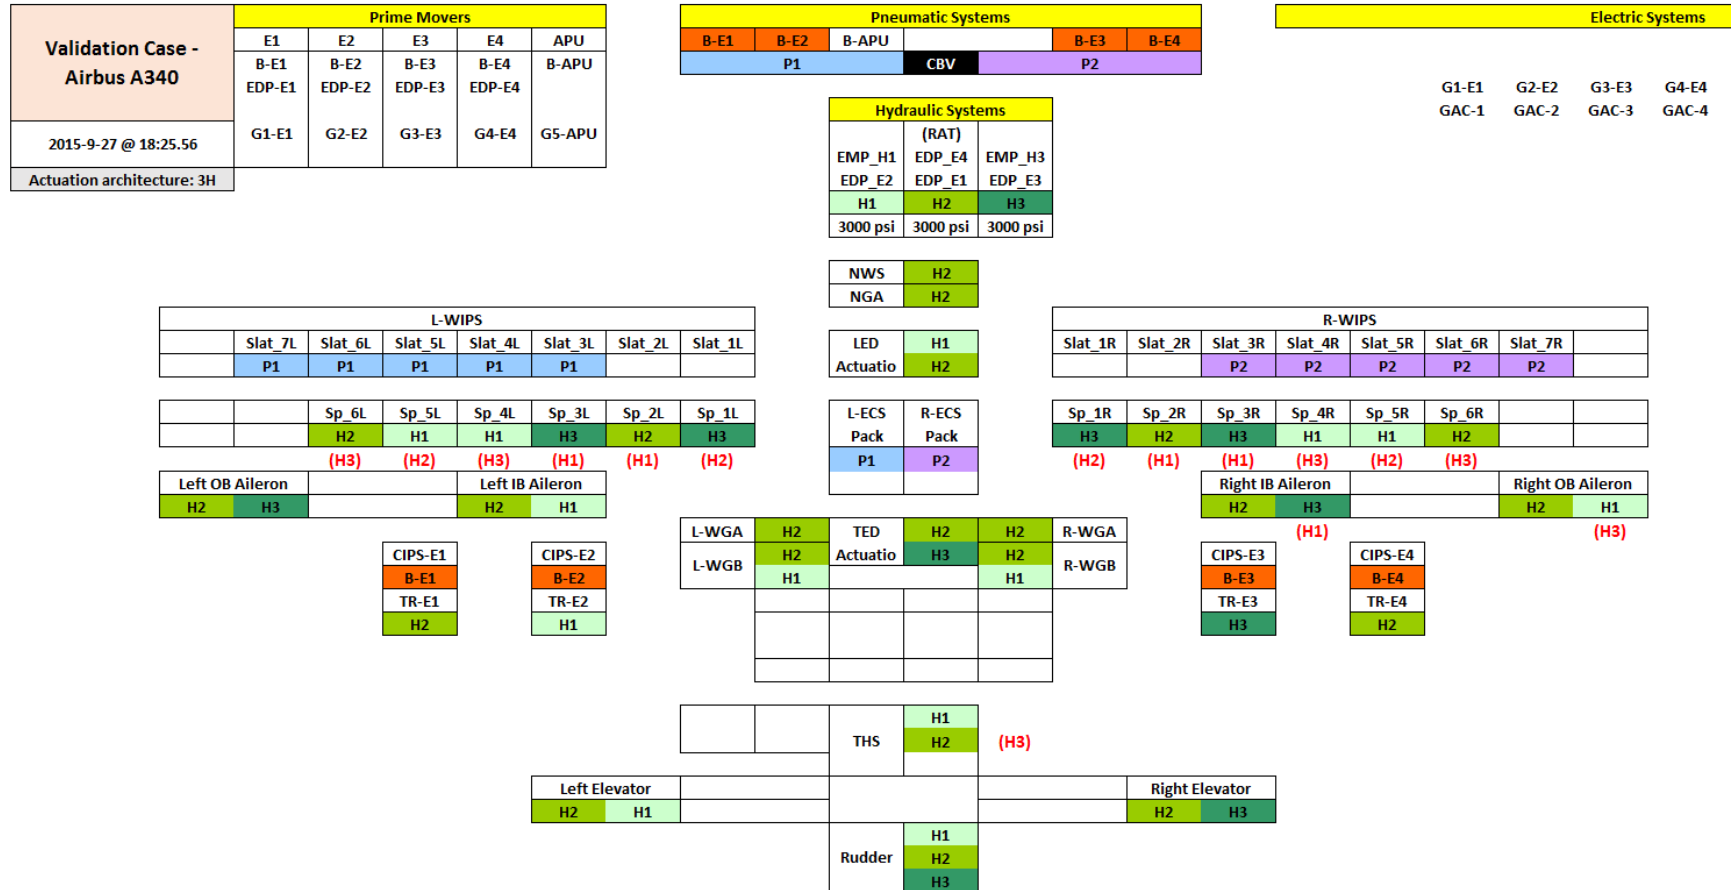 Validation Case - Airbus A340
2015-9-27 @ 18:25.56
Actuation architecture: 3H
Prime Movers
E1 E2 E3 E4 APU
B-E1 B-E2 B-E3 B-E4 B-APU
EDP-E1 EDP-E2 EDP-E3 EDP-E4
G1-E1 G2-E2 G3-E3 G4-E4 G5-APU
Pneumatic Systems
B-E1 B-E2 B-APU B-E3 B-E4
P1 CBV P2
Electric Systems
G1-E1 G2-E2 G3-E3 G4-E4
GAC-1 GAC-2 GAC-3 GAC-4
Hydraulic Systems
(RAT)
EMP_H1 EDP_E4 EMP_H3
EDP_E2 EDP_E1 EDP_E3
H1 H2 H3
3000 psi 3000 psi 3000 psi
NWS H2
NGA H2
L-WIPS
Slat_7L Slat_6L Slat_5L Slat_4L Slat_3L Slat_2L Slat_1L
P1 P1 P1 P1 P1
LED H1
Actuatio H2
R-WIPS
Slat_1R Slat_2R Slat_3R Slat_4R Slat_5R Slat_6R Slat_7R
P2 P2 P2 P2 P2
Sp_6L Sp_5L Sp_4L Sp_3L Sp_2L Sp_1L
H2 H1 H1 H3 H2 H3
(H3) (H2) (H3) (H1) (H1) (H2)
L-ECS R-ECS
Pack Pack
P1 P2
Sp_1R Sp_2R Sp_3R Sp_4R Sp_5R Sp_6R
H3 H2 H3 H1 H1 H2
(H2) (H1) (H1) (H3) (H2) (H3)
Left OB Aileron Left IB Aileron
H2 H3 H2 H1
Right IB Aileron Right OB Aileron
H2 H3 H2 H1
(H1) (H3)
L-WGA H2 TED H2 H2 R-WGA
L-WGB H2 Actuatio H3 H2 R-WGB
H1 H1
CIPS-E1 CIPS-E2
B-E1 B-E2
TR-E1 TR-E2
H2 H1
CIPS-E3 CIPS-E4
B-E3 B-E4
TR-E3 TR-E4
H3 H2
H1
THS H2 (H3)
Left Elevator
H2 H1
Right Elevator
H2 H3
H1
Rudder H2
H3